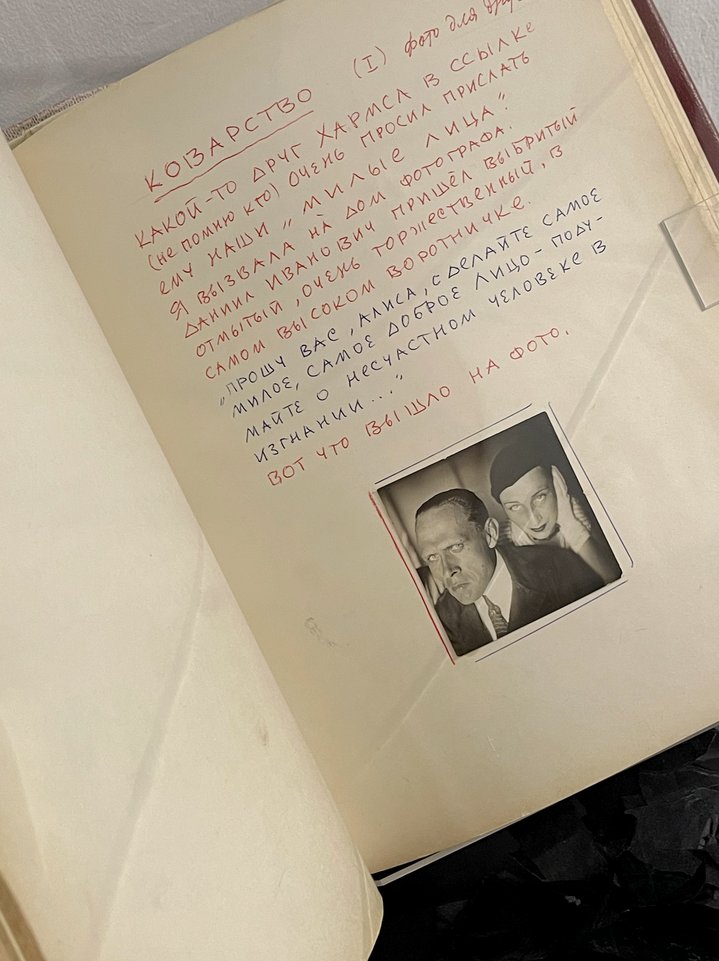 (I) фото для
КОВАРСТВО
КАКОЙ-ТО ДРУГ ХАРМСА В ССЫЛКЕ
(НЕ ПОМНЮ КТО) ОЧЕНЬ ПРОСИЛ ПРИСЛАТЬ
ЕМУ НАШИ „МИЛЫЕ ЛИЦА".
Я ВЫЗВАЛА НА ДОМ ФОТОГРАФА.
ДАНИИЛ ИВАНОВИЧ ПРИШЁЛ ВЫБРИТЫЙ
ОТМЫТЫЙ, ОЧЕНЬ ТОРЖЕСТВЕННЫЙ, В
САМОМ ВЫСОКОМ ВОРОТНИЧКЕ.
„ПРОШУ ВАС, АЛИСА, СДЕЛАЙТЕ САМОЕ
МИЛОЕ, САМОЕ ДОБРОЕ ЛИЦО - ПОДУ-
МАЙТЕ О НЕСЧАСТНОМ ЧЕЛОВЕКЕ В
ИЗГНАНИИ..."
ВОТ ЧТО ВЫШЛО НА ФОТО.